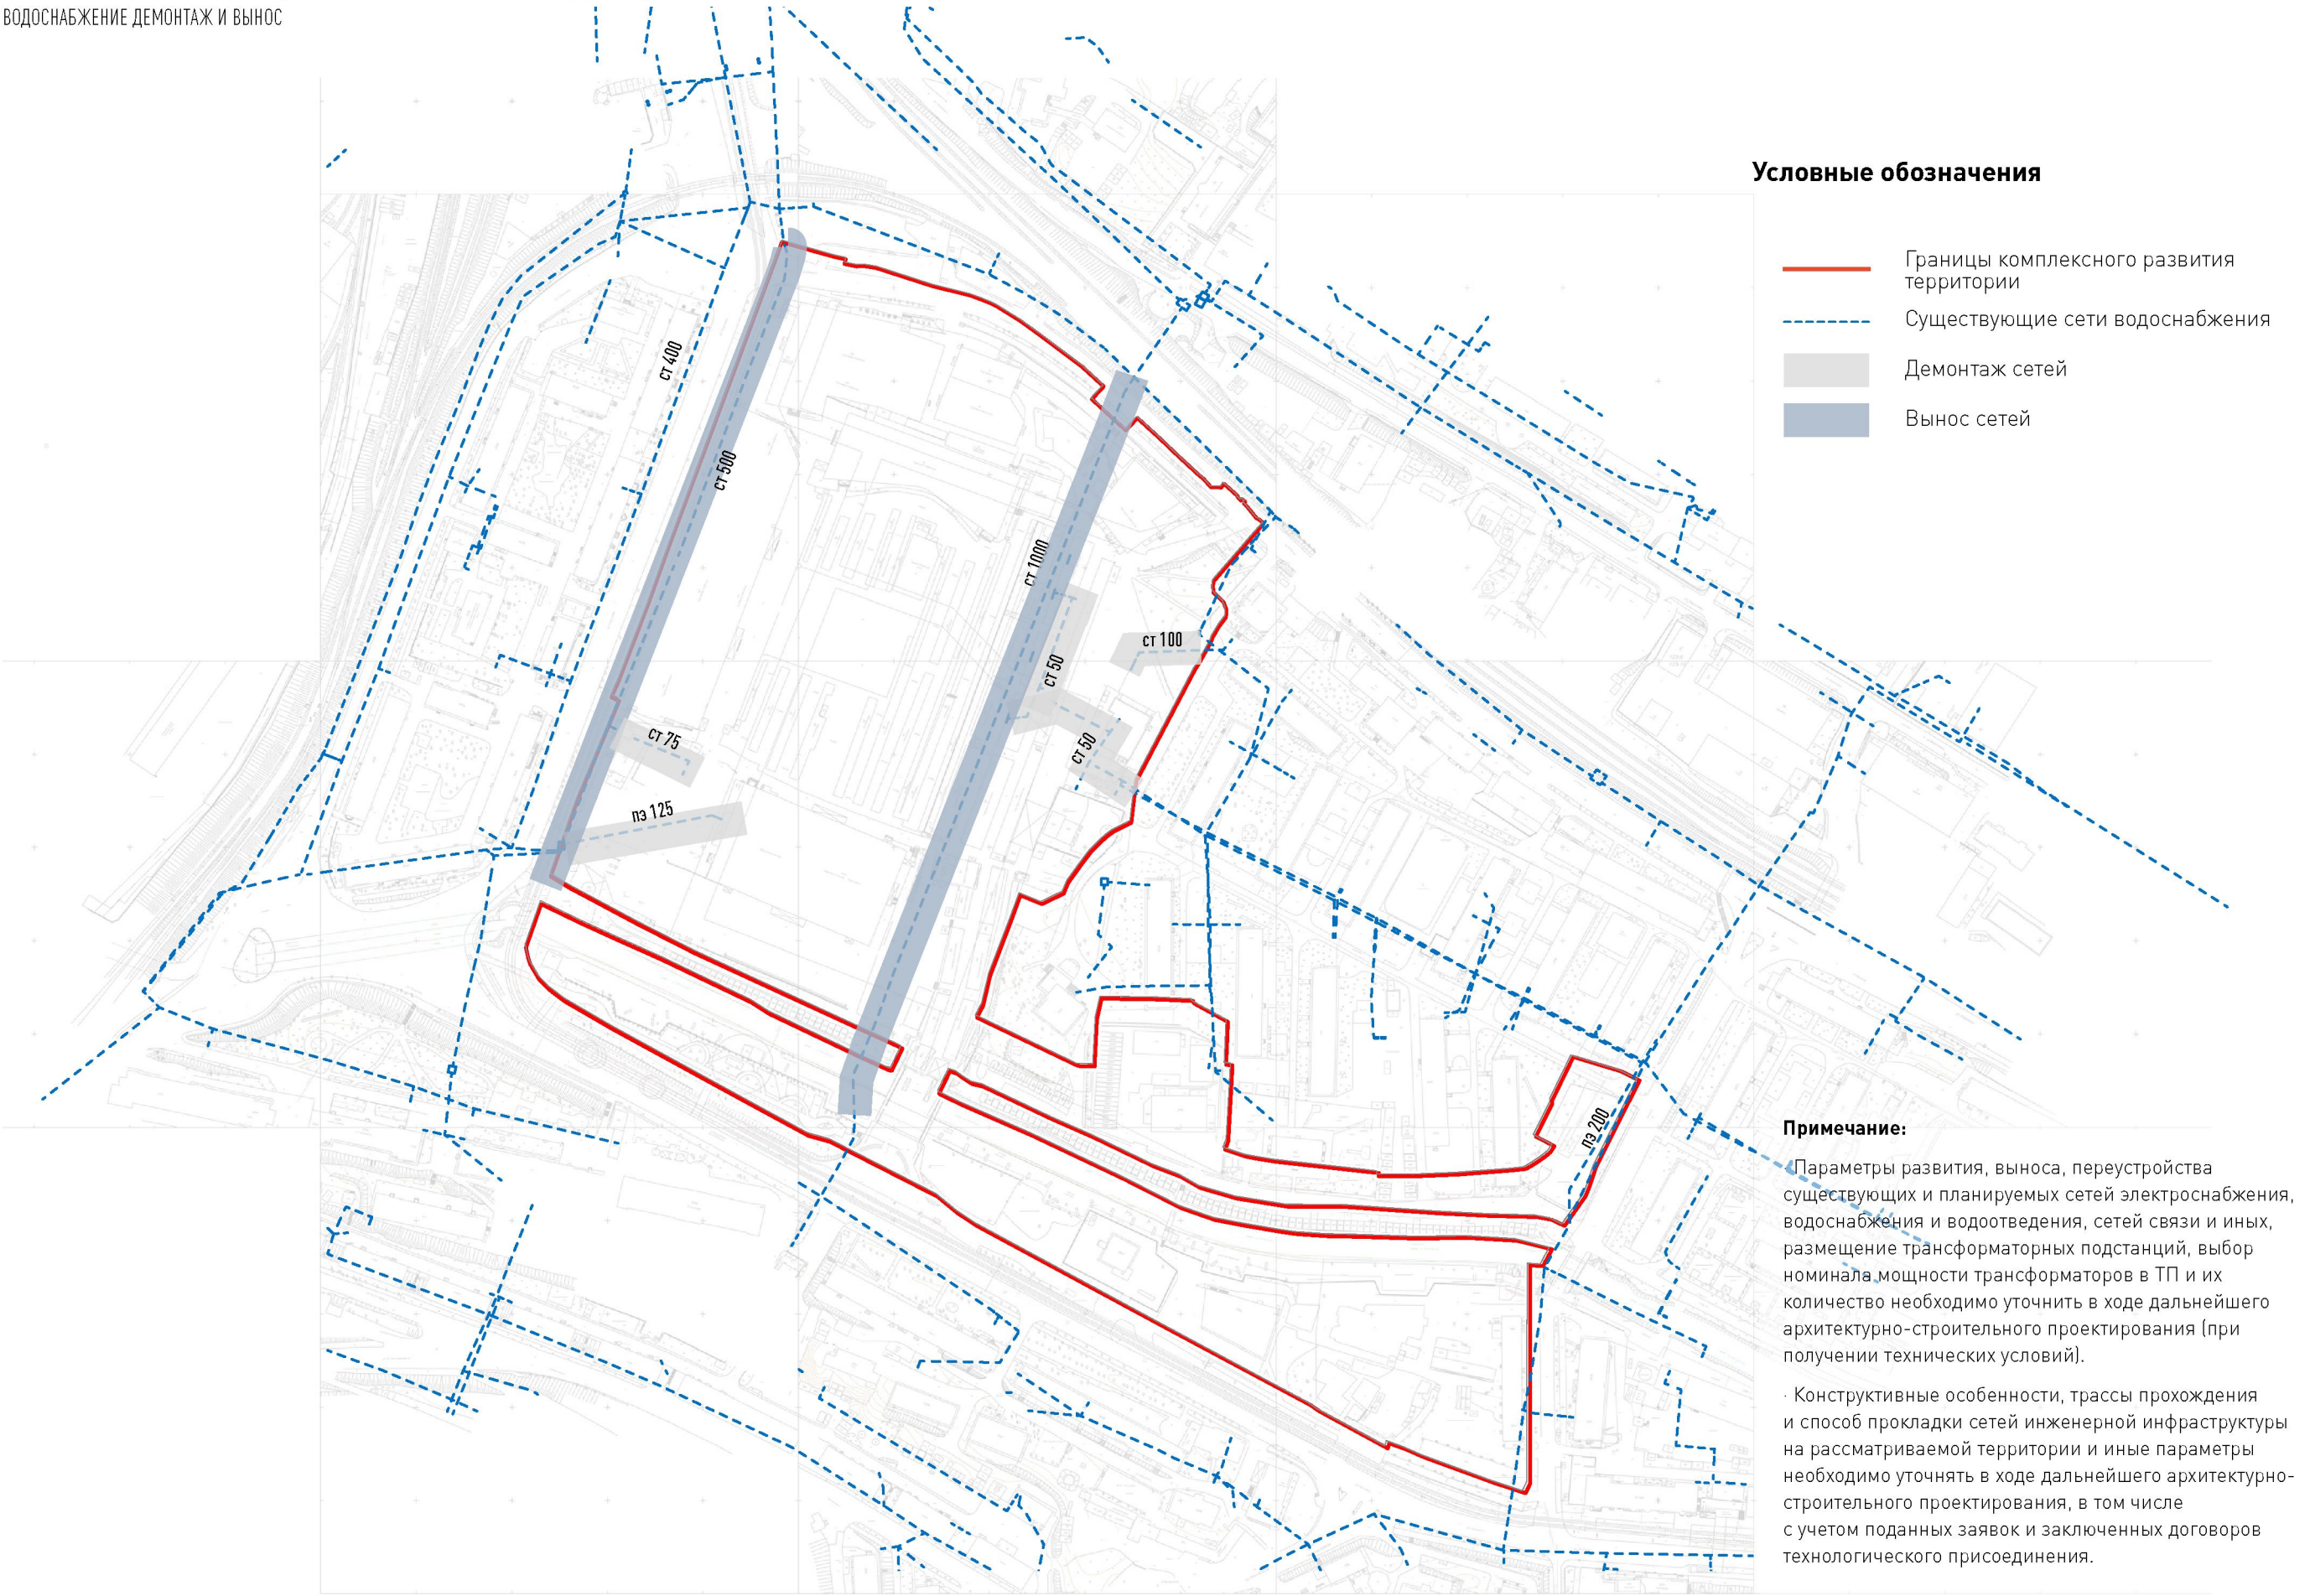 ВОДОСНАБЖЕНИЕ ДЕМОНТАЖ И ВЫНОС
Условные обозначения
Границы комплексного развития
территории
Существующие сети водоснабжения
Демонтаж сетей
Вынос сетей
ст 400
ст 500
ст 1000
ст 100
ст 50
ст 50
ст 75
пэ 125
пэ 200
Примечание:
· Параметры развития, выноса, переустройства
существующих и планируемых сетей электроснабжения,
водоснабжения и водоотведения, сетей связи и иных,
размещение трансформаторных подстанций, выбор
номинала мощности трансформаторов в ТП и их
количество необходимо уточнить в ходе дальнейшего
архитектурно-строительного проектирования (при
получении технических условий).
· Конструктивные особенности, трассы прохождения
и способ прокладки сетей инженерной инфраструктуры
на рассматриваемой территории и иные параметры
необходимо уточнять в ходе дальнейшего архитектурно-
строительного проектирования, в том числе
с учетом поданных заявок и заключенных договоров
технологического присоединения.